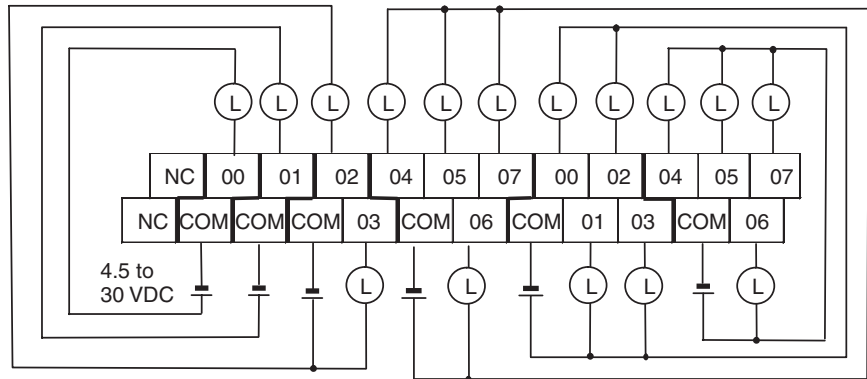 L L L L L L L L L L L
NC 00 01 02 04 05 07 00 02 04 05 07
NC COM COM COM 03 COM 06 COM 01 03 COM 06
4.5 to
30 VDC
L L L L L